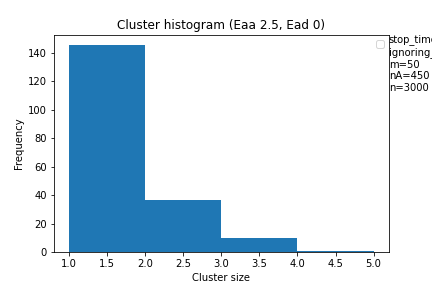 Cluster histogram (Eaa 2.5, Ead 0)
stop_time
ignoring_
m=50
nA=450
n=3000
140
120
100
80
60
40
20
0
Frequency
1.0 1.5 2.0 2.5 3.0 3.5 4.0 4.5 5.0
Cluster size